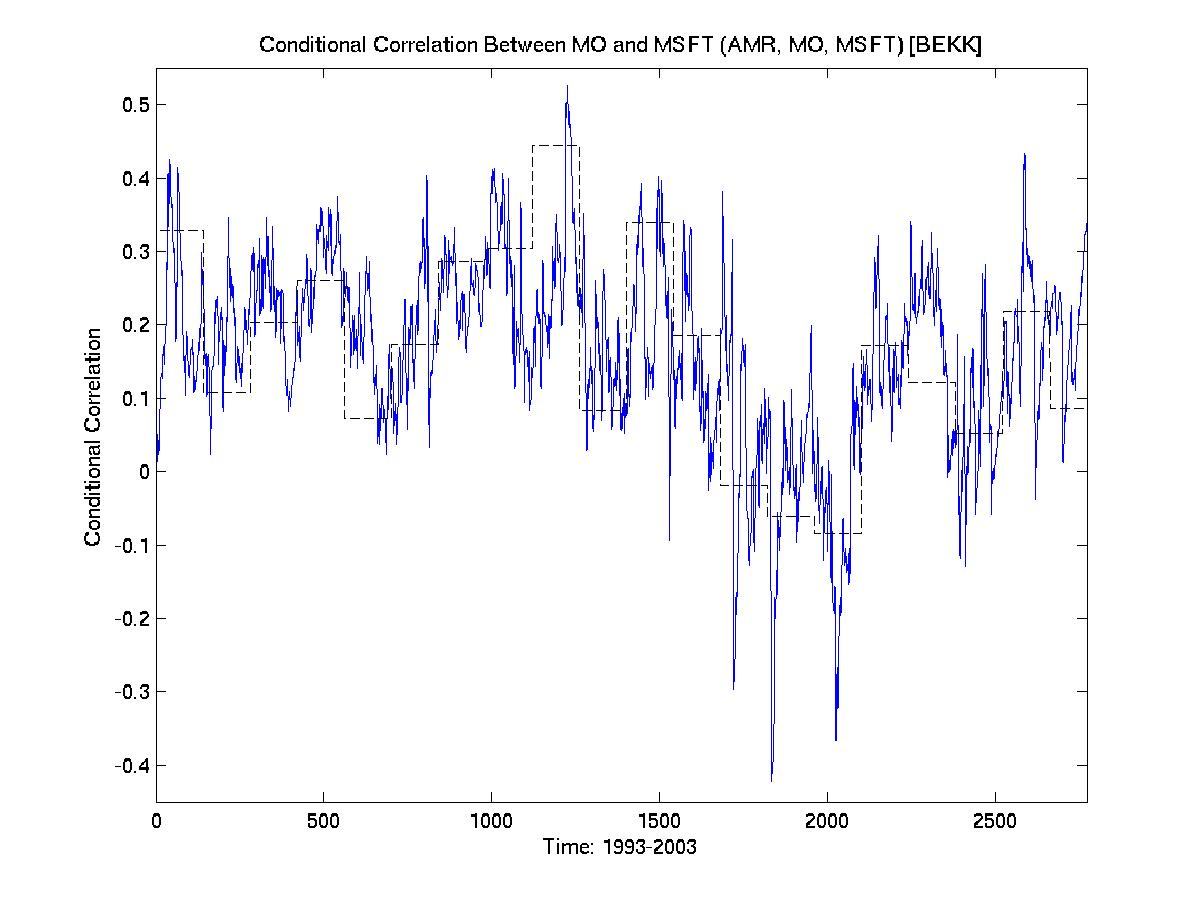 Conditional Correlation Between MO and MSFT (AMR, MO, MSFT) [BEKK]
Conditional Correlation
0.5
0.4
0.3
0.2
0.1
0
-0.1
-0.2
-0.3
-0.4
0 500 1000 1500 2000 2500
Time: 1993-2003